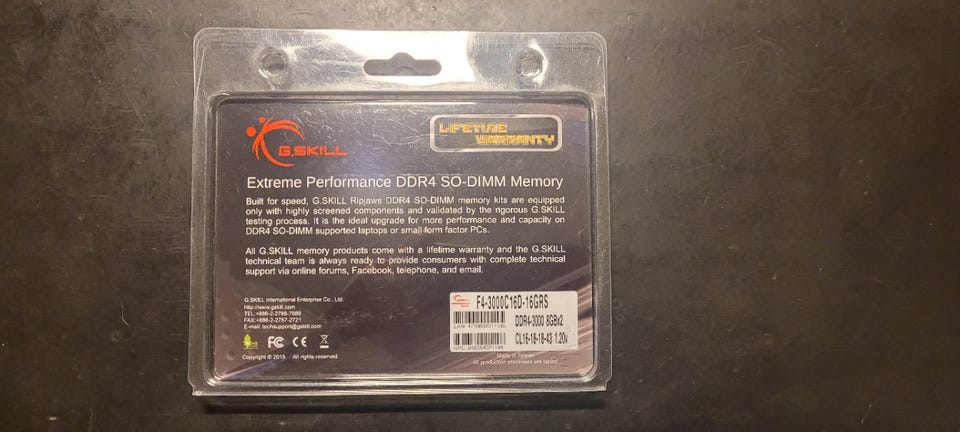 LIFETIME
WARRANTY
G.SKILL
Extreme Performance DDR4 SO-DIMM Memory
Built for speed, G.SKILL Ripjaws DDR4 SO-DIMM memory kits are equipped
only with highly screened components and validated by the rigorous G.SKILL
testing process. It is the ideal upgrade for more performance and capacity on
DDR4 SO-DIMM supported laptops or small form factor PCs.
All G.SKILL memory products come with a lifetime warranty and the G.SKILL
technical team is always ready to provide consumers with complete technical
support via online forums, Facebook, telephone, and email.
G.SKILL International Enterprise Co., Ltd.
http://www.gskill.com
E-mail: techsupport@gskill.com
FC CE
Copyright © 2015 All rights reserved.
F4-3000C16D-16GRS
DDR4-3000 8GBx2
CL16-18-18-43 1.20v
Made in Taiwan